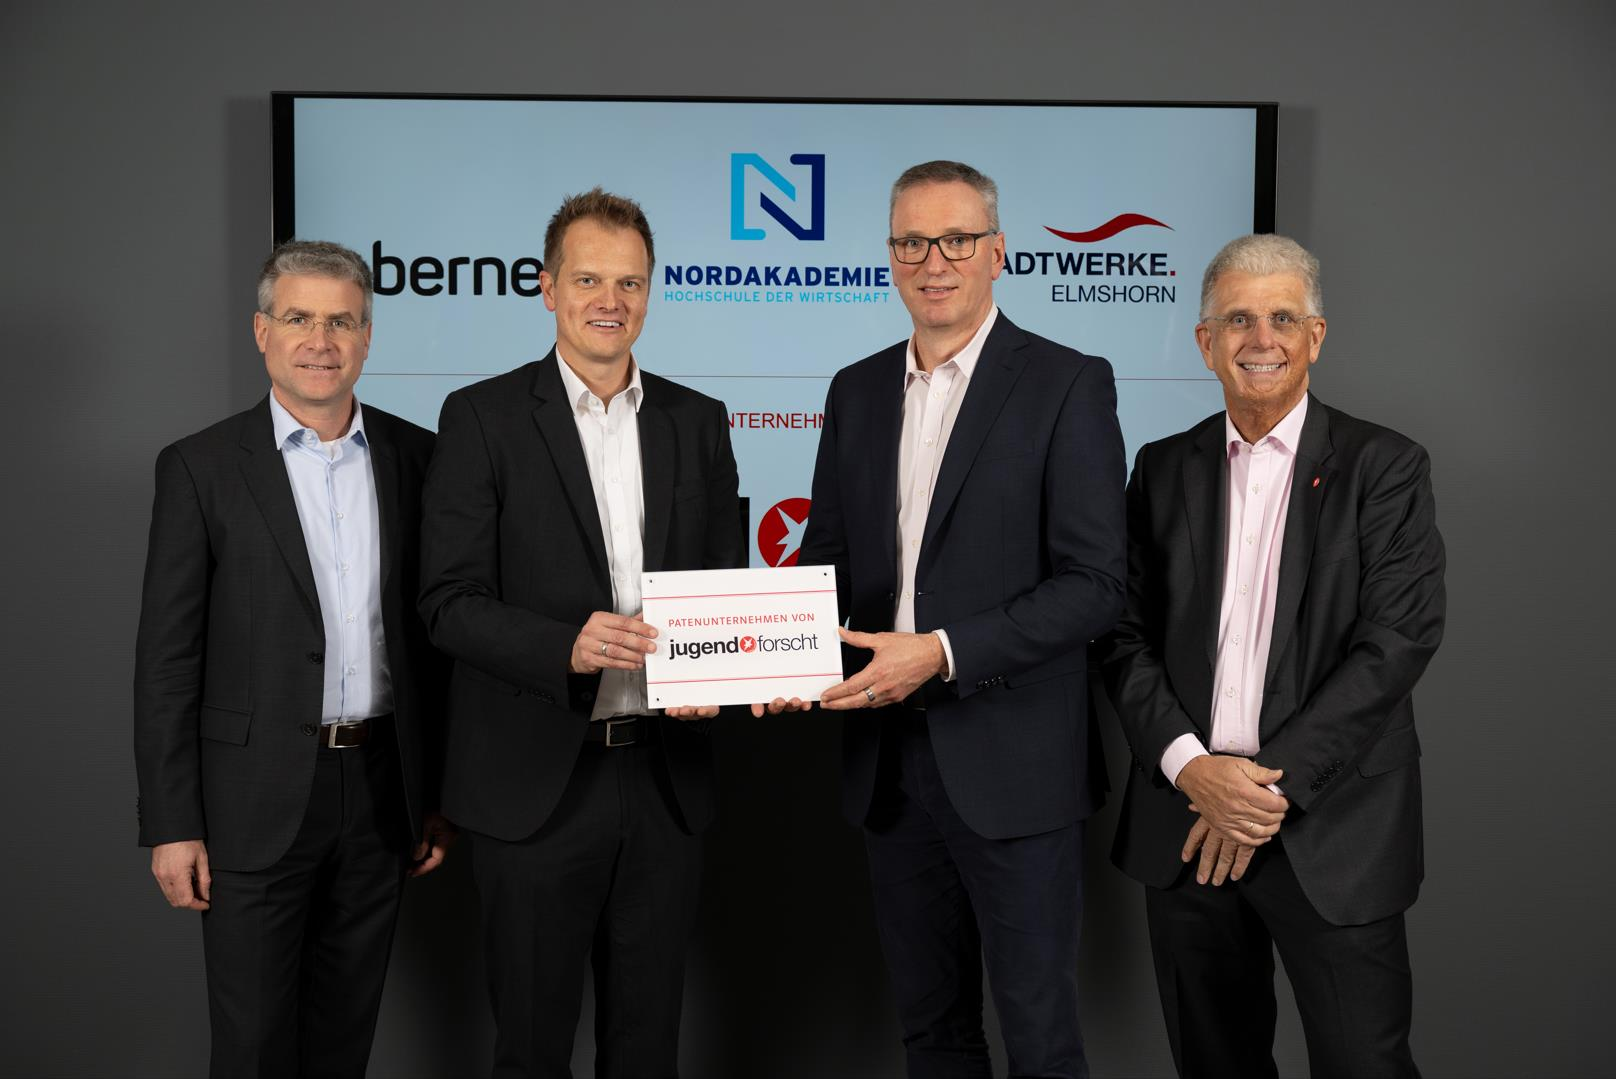 berne
NORDAKADEMIE
HOCHSCHULE DER WIRTSCHAFT
ADTWERKE.
ELMSHORN
NTERNEHM
PATENUNTERNEHMEN VON
jugend forscht